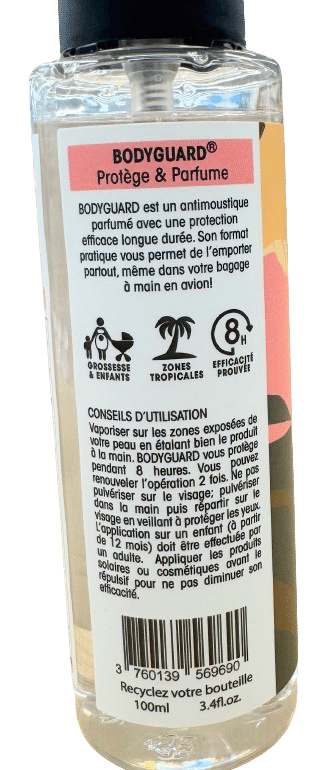 BODYGUARD®
Protège & Parfume
BODYGUARD est un antimoustique
parfumé avec une protection
efficace longue durée. Son format
pratique vous permet de l'emporter
partout, même dans votre bagage
à main en avion!
GROSSESSE
& ENFANTS
ZONES
TROPICALES
8H
EFFICACITÉ
PROUVÉE
CONSEILS D'UTILISATION
Vaporiser sur les zones exposées de
votre peau en étalant bien le produit
à la main. BODYGUARD vous protège
pendant 8 heures. Vous pouvez
renouveler l'opération 2 fois. Ne pas
pulvériser sur le visage; pulvériser
dans la main puis répartir sur le
visage en veillant à protéger les yeux.
L'application sur un enfant (à partir
de 12 mois) doit être effectuée par
un adulte. Appliquer les produits
solaires ou cosmétiques avant le
répulsif pour ne pas diminuer son
efficacité.
3 760139 569690
Recyclez votre bouteille
100ml 3.4fl.oz.